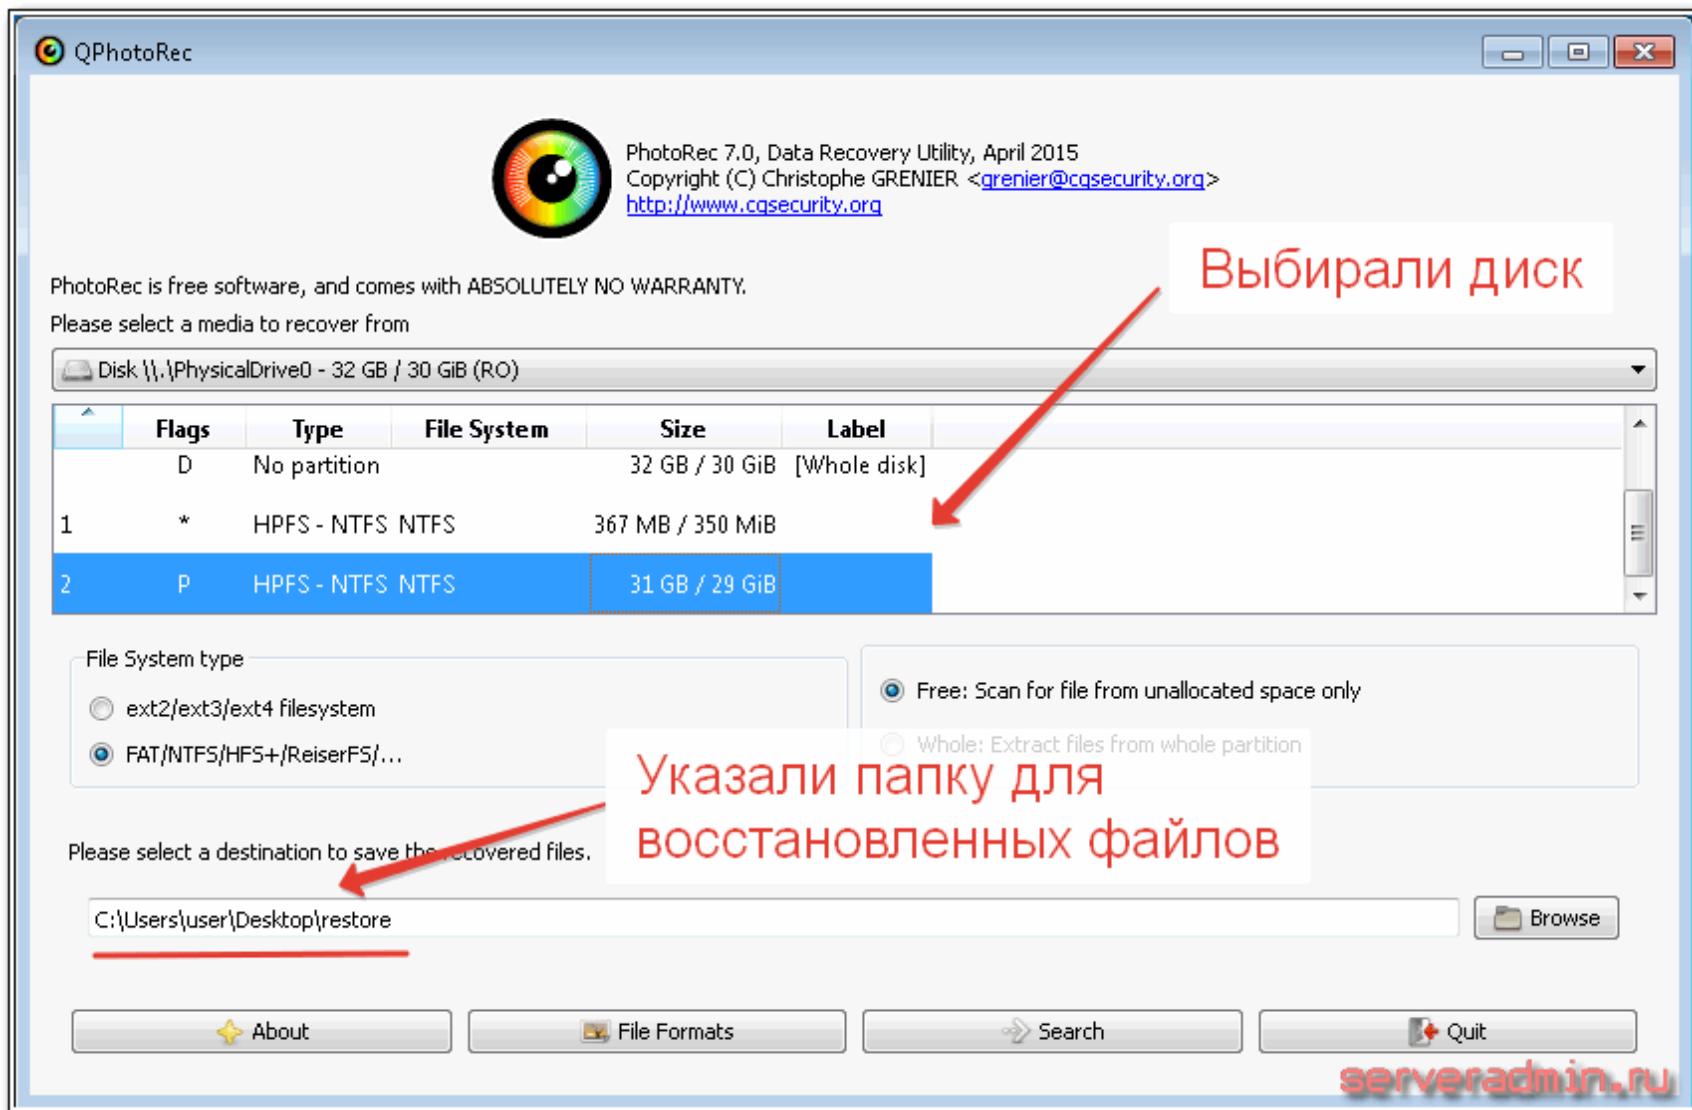 QPhotoRec
PhotoRec 7.0, Data Recovery Utility, April 2015
Copyright (C) Christophe GRENIER <grenier@cgsecurity.org>
http://www.cgsecurity.org
Выбирали диск
PhotoRec is free software, and comes with ABSOLUTELY NO WARRANTY.
Please select a media to recover from
Disk \\.\PhysicalDrive0 - 32 GB / 30 GiB (RO)
Flags Type File System Size Label
D No partition 32 GB / 30 GiB [Whole disk]
1 * HPFS - NTFS NTFS 367 MB / 350 MiB
2 P HPFS - NTFS NTFS 31 GB / 29 GiB
File System type
ext2/ext3/ext4 filesystem
FAT/NTFS/HFS+/ReiserFS/...
Free: Scan for file from unallocated space only
Whole: Extract files from whole partition
Указали папку для
восстановленных файлов
Please select a destination to save the recovered files.
C:\Users\user\Desktop\restore
Browse
About
File Formats
Search
Quit
serveradmin.ru